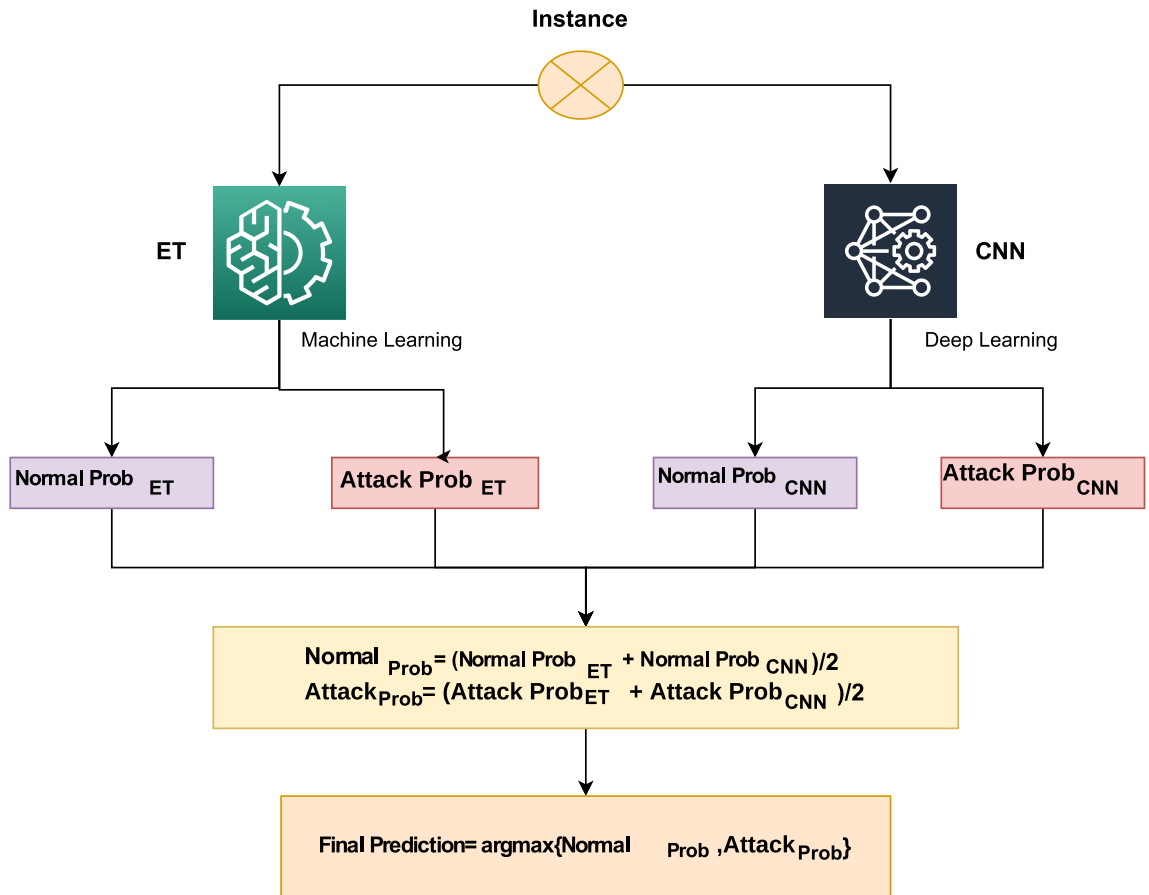 Instance
ET
CNN
Machine Learning
Deep Learning
Normal Prob ET
Attack Prob ET
Normal Prob CNN
Attack Prob CNN
Normal Prob = (Normal Prob ET + Normal Prob CNN )/2
Attack Prob = (Attack Prob ET + Attack Prob CNN )/2
Final Prediction= argmax{Normal Prob ,Attack Prob}